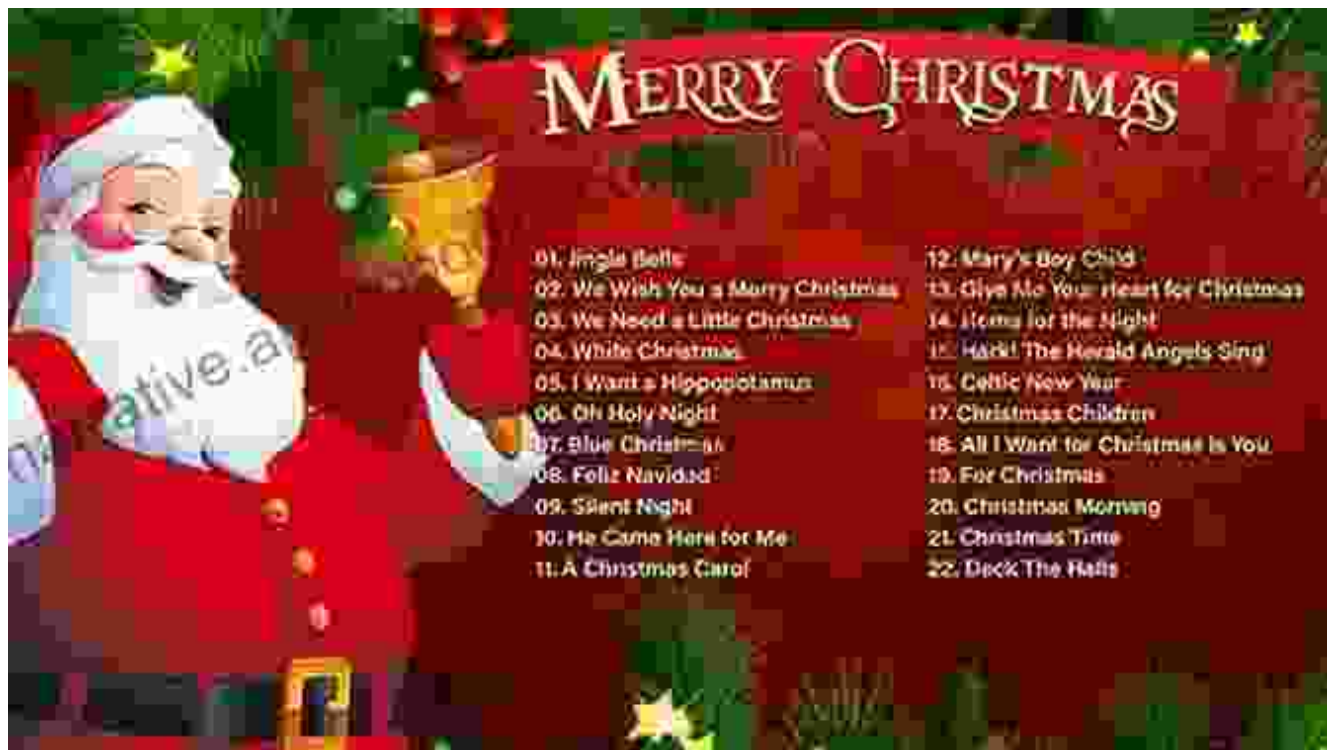 MERRY CHRISTMAS
01. Jingle Bells
02. We Wish You a Merry Christmas
03. We Need a Little Christmas
04. White Christmas
05. I Want a Hippopotamus
06. Oh Holy Night
07. Blue Christmas
08. Feliz Navidad
09. Silent Night
10. He Came Here for Me
11. A Christmas Carol
12. Mary's Boy Child
13. Give Me Your Heart for Christmas
14. Home for the Night
15. Hark! The Herald Angels Sing
16. Celtic New Year
17. Christmas Children
18. All I Want for Christmas Is You
19. For Christmas
20. Christmas Morning
21. Christmas Time
22. Deck The Halls
ative.a